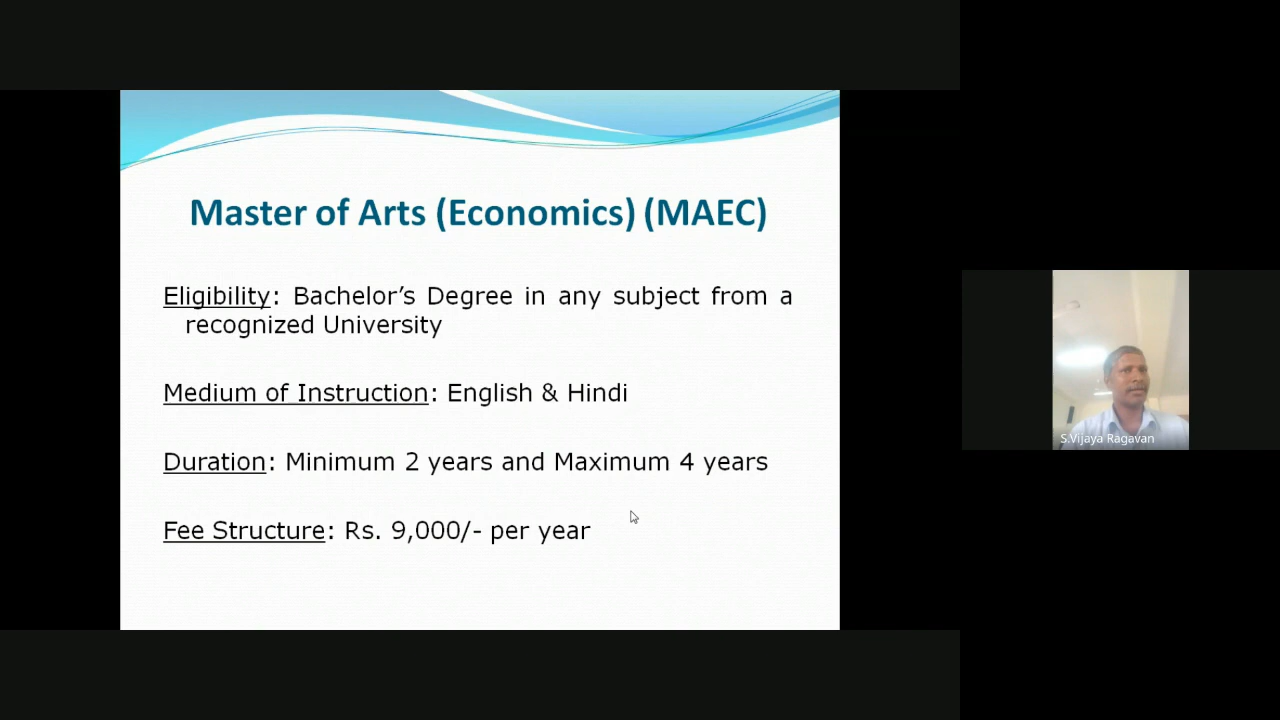 Master of Arts (Economics) (MAEC)
Eligibility: Bachelor’s Degree in any subject from a
recognized University
Medium of Instruction: English & Hindi
Duration: Minimum 2 years and Maximum 4 years
Fee Structure: Rs. 9,000/- per year
S.Vijaya Ragavan